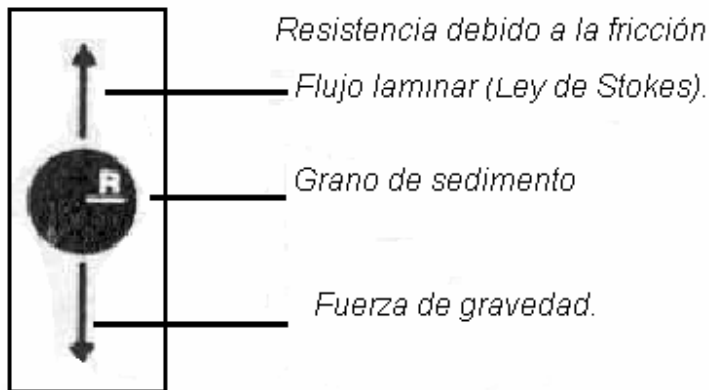 Resistencia debido a la fricción
Flujo laminar (Ley de Stokes).
R
Grano de sedimento
Fuerza de gravedad.